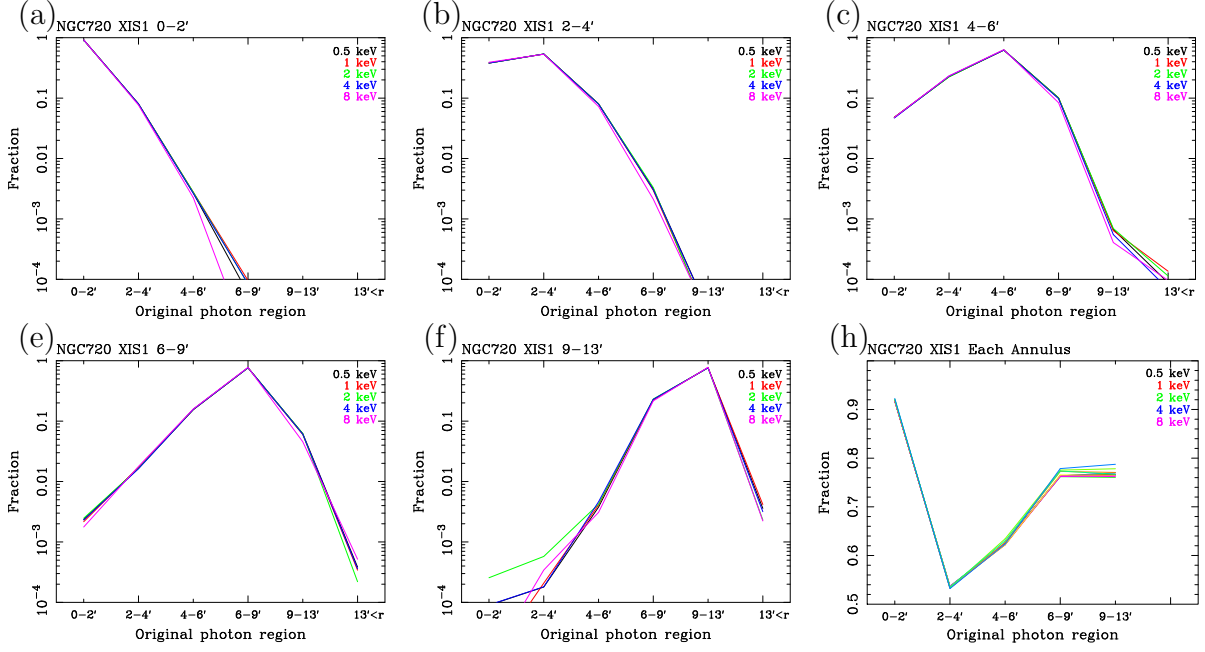 (a)
NGC720 XIS1 0−2′
0.5 keV
1 keV
2 keV
4 keV
8 keV
1
0.1
0.01
10⁻³
10⁻⁴
Fraction
0−2′ 2−4′ 4−6′ 6−9′ 9−13′ 13′<r
Original photon region
(b)
NGC720 XIS1 2−4′
0.5 keV
1 keV
2 keV
4 keV
8 keV
1
0.1
0.01
10⁻³
10⁻⁴
Fraction
0−2′ 2−4′ 4−6′ 6−9′ 9−13′ 13′<r
Original photon region
(c)
NGC720 XIS1 4−6′
0.5 keV
1 keV
2 keV
4 keV
8 keV
1
0.1
0.01
10⁻³
10⁻⁴
Fraction
0−2′ 2−4′ 4−6′ 6−9′ 9−13′ 13′<r
Original photon region
(e)
NGC720 XIS1 6−9′
0.5 keV
1 keV
2 keV
4 keV
8 keV
1
0.1
0.01
10⁻³
10⁻⁴
Fraction
0−2′ 2−4′ 4−6′ 6−9′ 9−13′ 13′<r
Original photon region
(f)
NGC720 XIS1 9−13′
0.5 keV
1 keV
2 keV
4 keV
8 keV
1
0.1
0.01
10⁻³
10⁻⁴
Fraction
0−2′ 2−4′ 4−6′ 6−9′ 9−13′ 13′<r
Original photon region
(h)
NGC720 XIS1 Each Annulus
0.5 keV
1 keV
2 keV
4 keV
8 keV
0.9
0.8
0.7
0.6
0.5
Fraction
0−2′ 2−4′ 4−6′ 6−9′ 9−13′
Original photon region